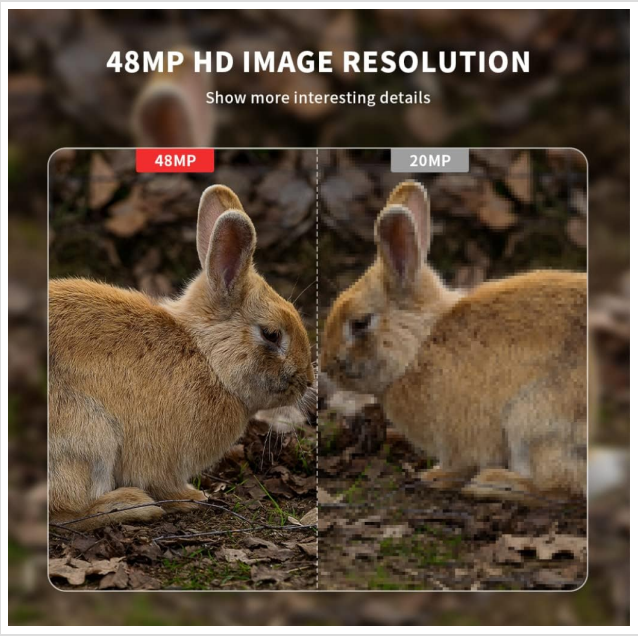 48MP HD IMAGE RESOLUTION
Show more interesting details
48MP
20MP